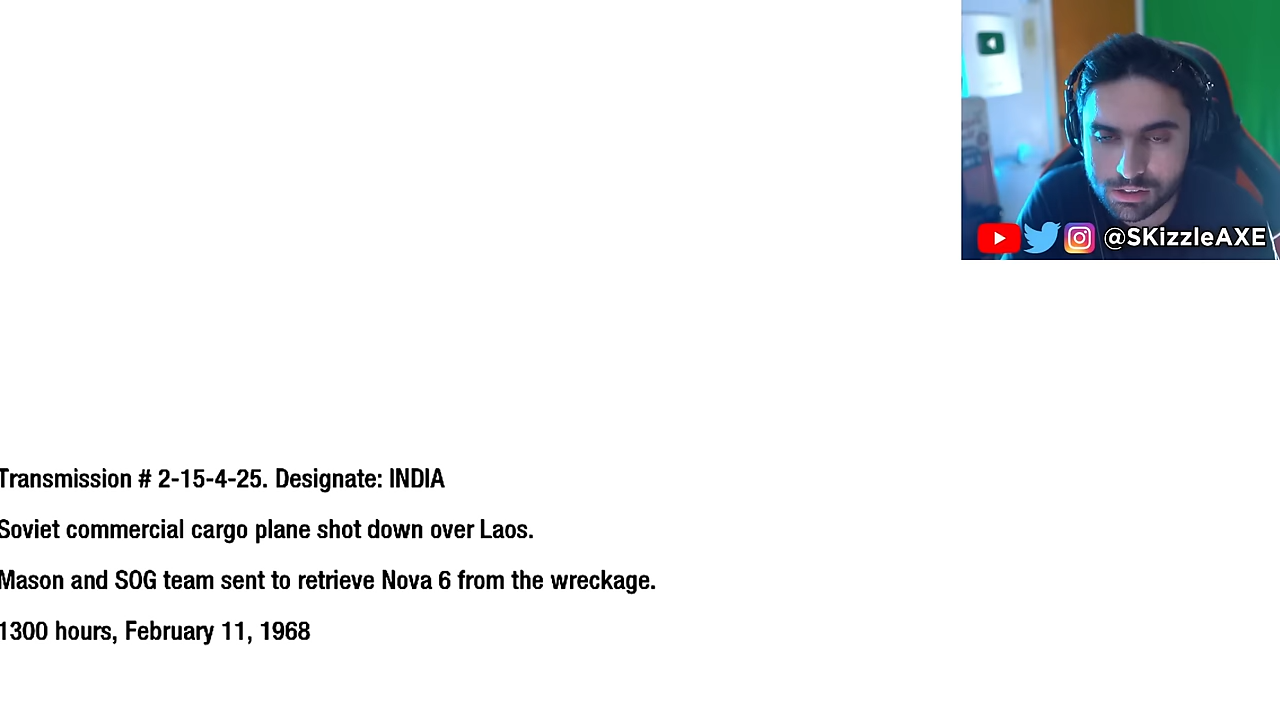 @SKizzleAXE
Transmission # 2-15-4-25. Designate: INDIA
Soviet commercial cargo plane shot down over Laos.
Mason and SOG team sent to retrieve Nova 6 from the wreckage.
1300 hours, February 11, 1968